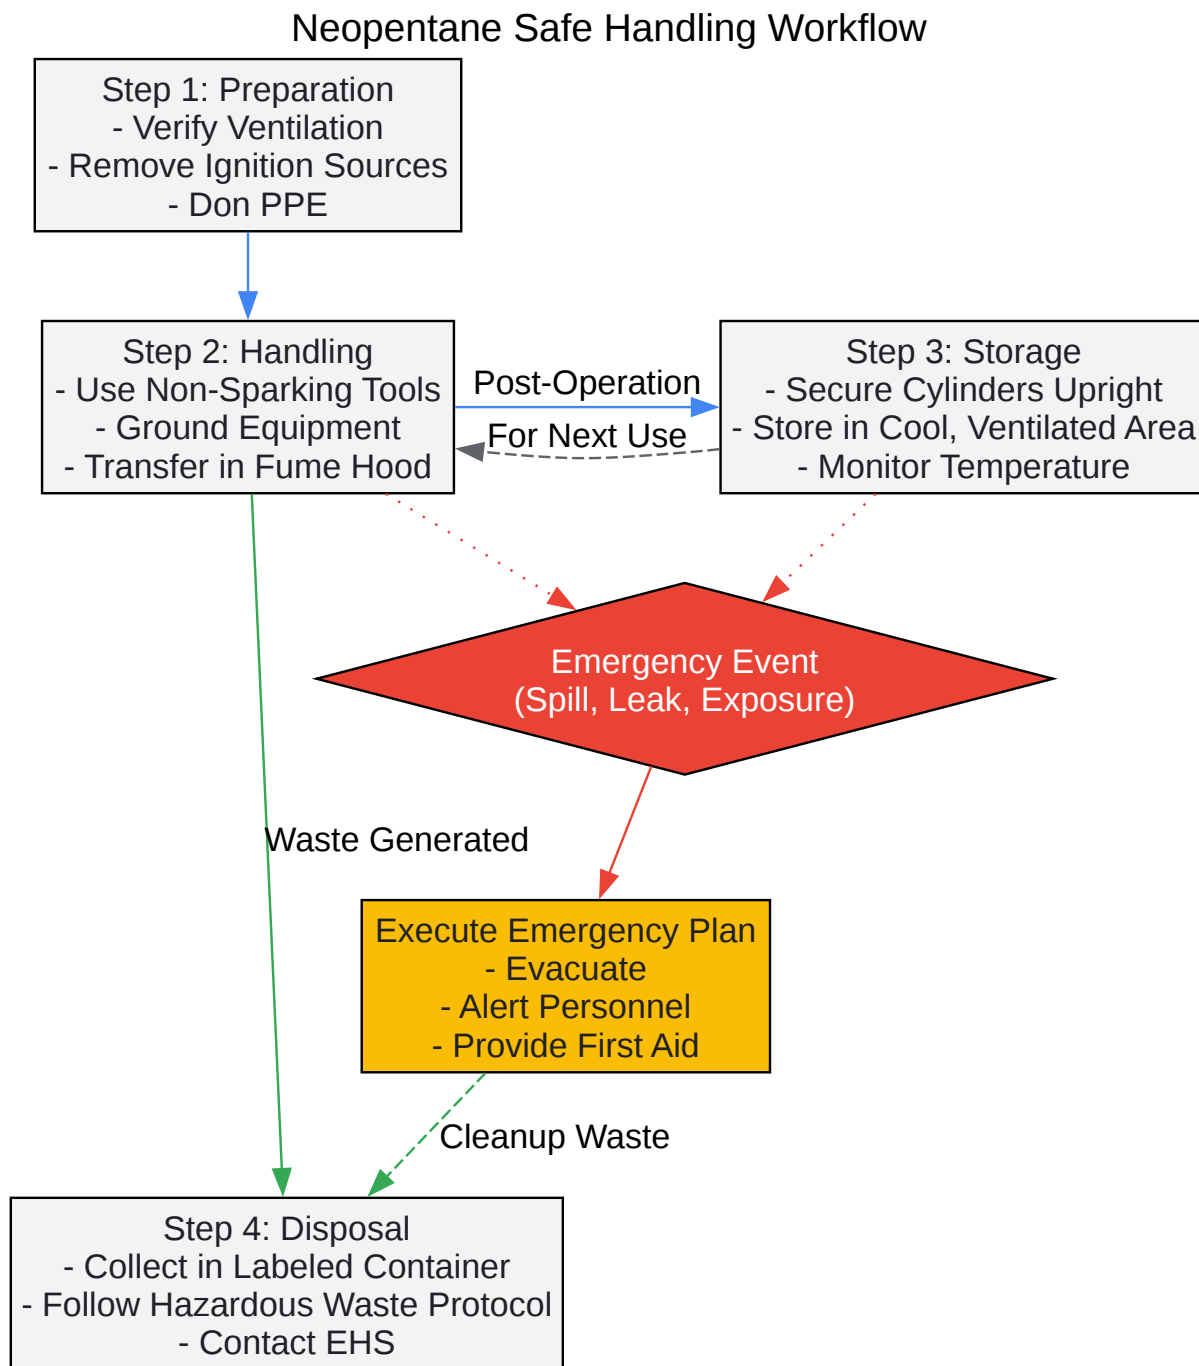 Neopentane Safe Handling Workflow
Step 1: Preparation
- Verify Ventilation
- Remove Ignition Sources
- Don PPE
Step 2: Handling
- Use Non-Sparking Tools
- Ground Equipment
- Transfer in Fume Hood
Post-Operation
For Next Use
Step 3: Storage
- Secure Cylinders Upright
- Store in Cool, Ventilated Area
- Monitor Temperature
Emergency Event
(Spill, Leak, Exposure)
Waste Generated
Execute Emergency Plan
- Evacuate
- Alert Personnel
- Provide First Aid
Cleanup Waste
Step 4: Disposal
- Collect in Labeled Container
- Follow Hazardous Waste Protocol
- Contact EHS